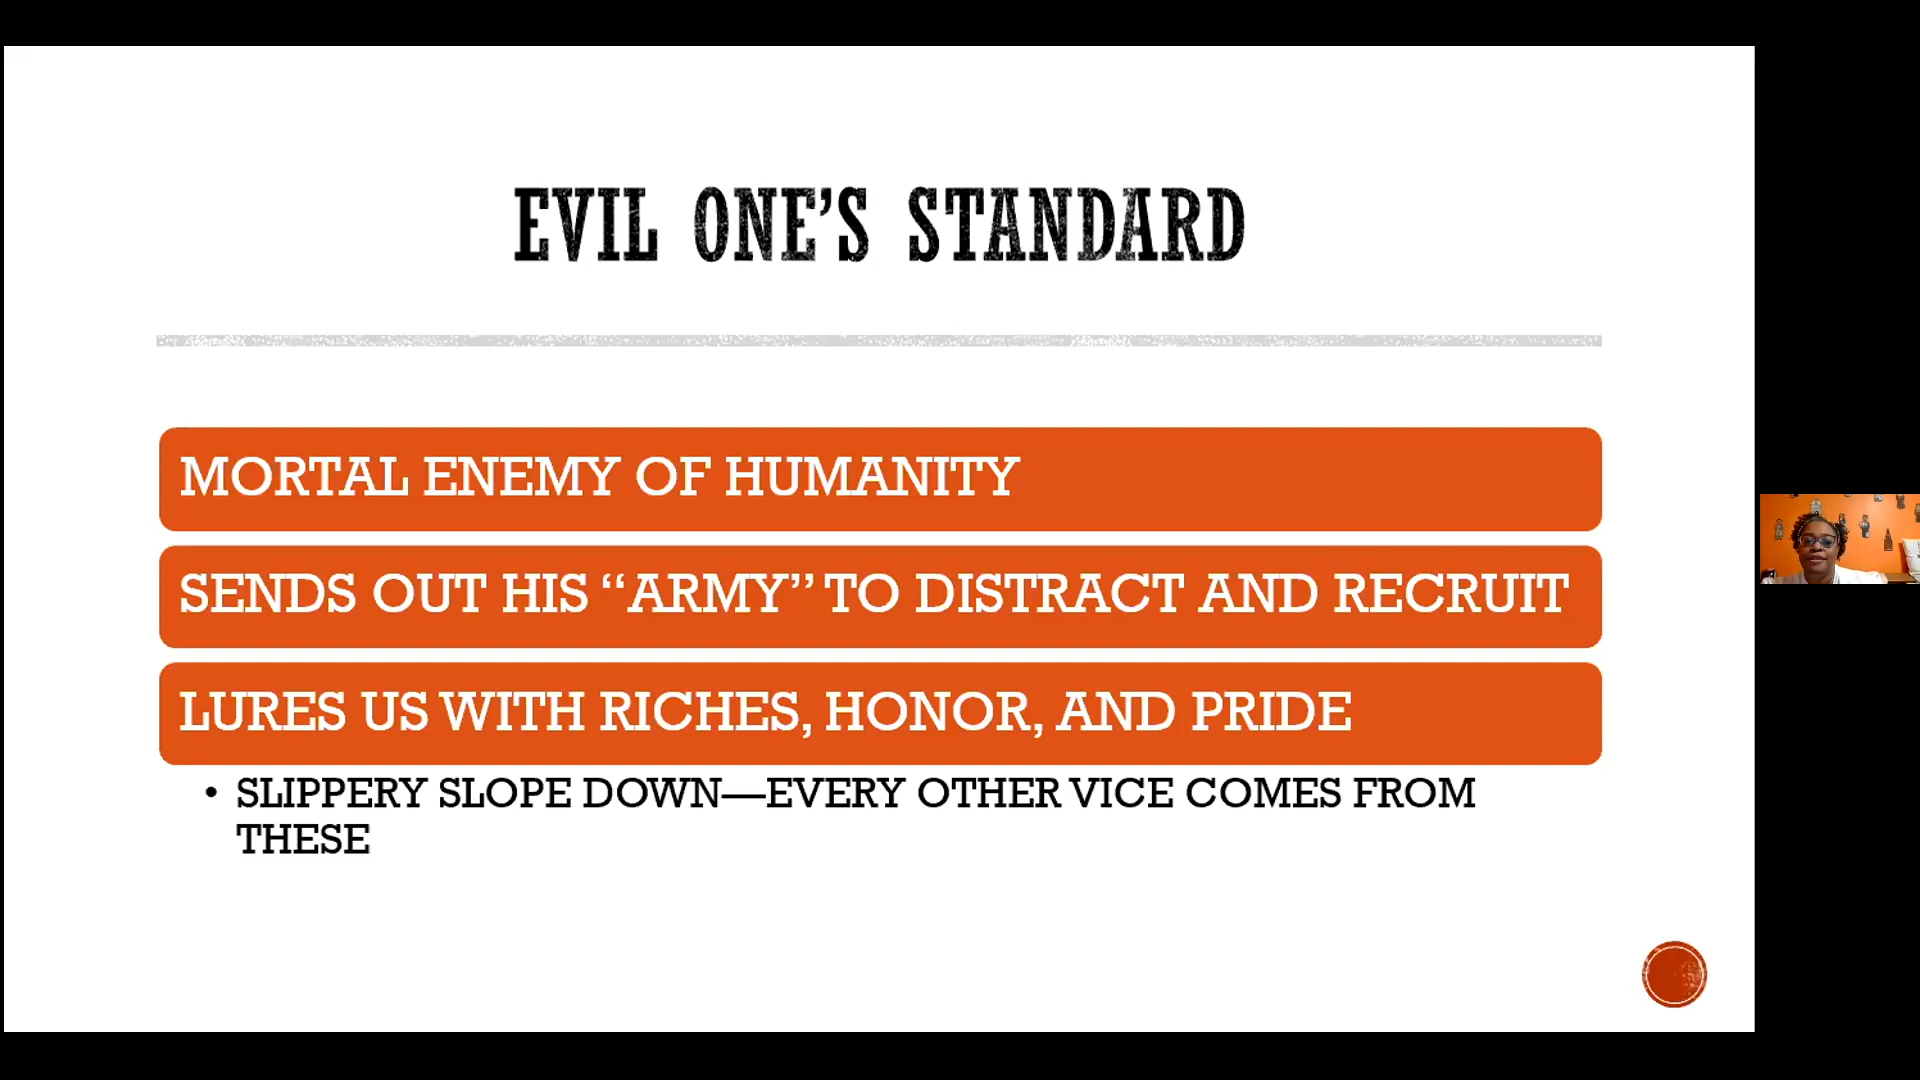 EVIL ONE’S STANDARD
MORTAL ENEMY OF HUMANITY
SENDS OUT HIS “ARMY” TO DISTRACT AND RECRUIT
LURES US WITH RICHES, HONOR, AND PRIDE
• SLIPPERY SLOPE DOWN—EVERY OTHER VICE COMES FROM
THESE